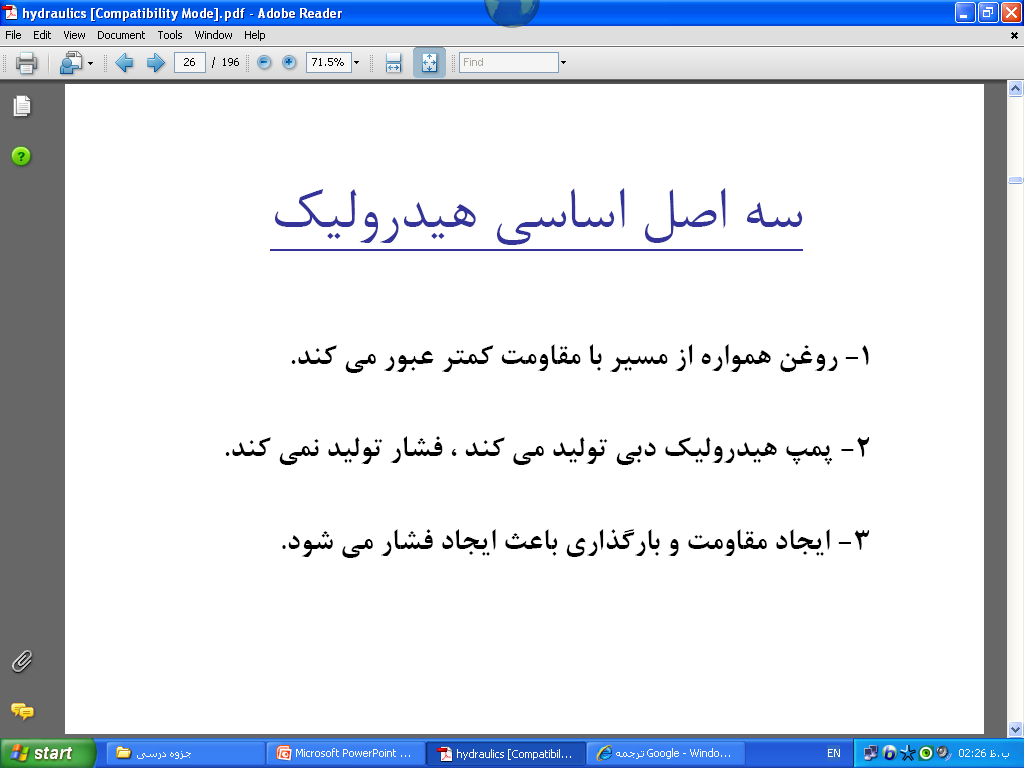 hydraulics [Compatibility Mode].pdf - Adobe Reader
File Edit View Document Tools Window Help
26 / 196 71.5% Find
سه اصل اساسی هیدرولیک
۱- روغن همواره از مسیر با مقاومت کمتر عبور می کند.
۲- پمپ هیدرولیک دبی تولید می کند ، فشار تولید نمی کند.
۳- ایجاد مقاومت و بارگذاری باعث ایجاد فشار می شود.
start جزوه درسی Microsoft PowerPoint ... hydraulics [Compatibil... ترجمه Google - Windo... EN 02:26 ب.ظ